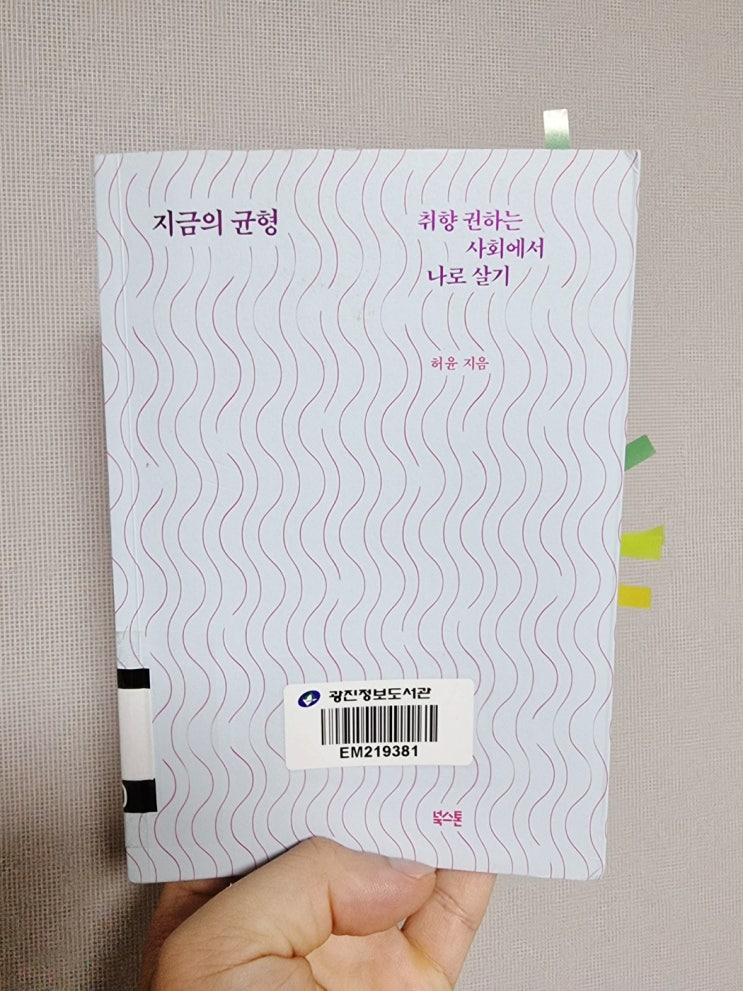 지금의 균형
취향 권하는
사회에서
나로 살기
허윤 지음
광진정보도서관
EM219381
북스톤